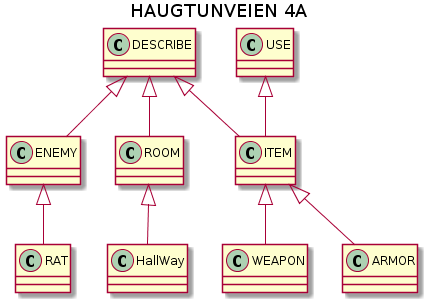 HAUGTUNVEIEN 4A
C DESCRIBE
C USE
C ENEMY
C ROOM
C ITEM
C RAT
C HallWay
C WEAPON
C ARMOR